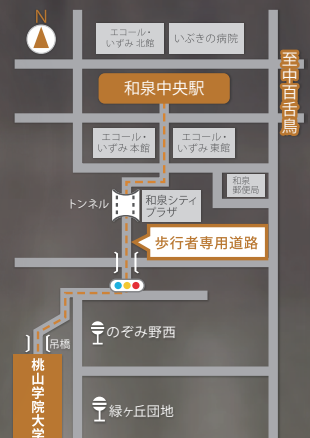 N
エコール・
いずみ 北館
いぶきの病院
和泉中央駅
至中百舌鳥
エコール・
いずみ 本館
エコール・
いずみ 東館
和泉
郵便局
トンネル
和泉シティ
プラザ
歩行者専用道路
吊橋
のぞみ野西
桃山学院大学
緑ヶ丘団地